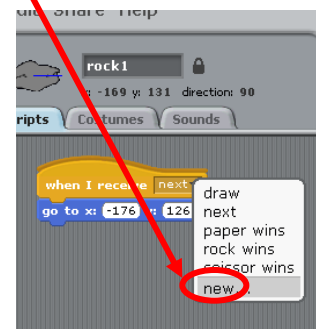 Share Help
rock1
x: -169 y: 131 direction: 90
Scripts Costumes Sounds
when I receive next
go to x: -176 y: 126
draw
next
paper wins
rock wins
scissor wins
new...